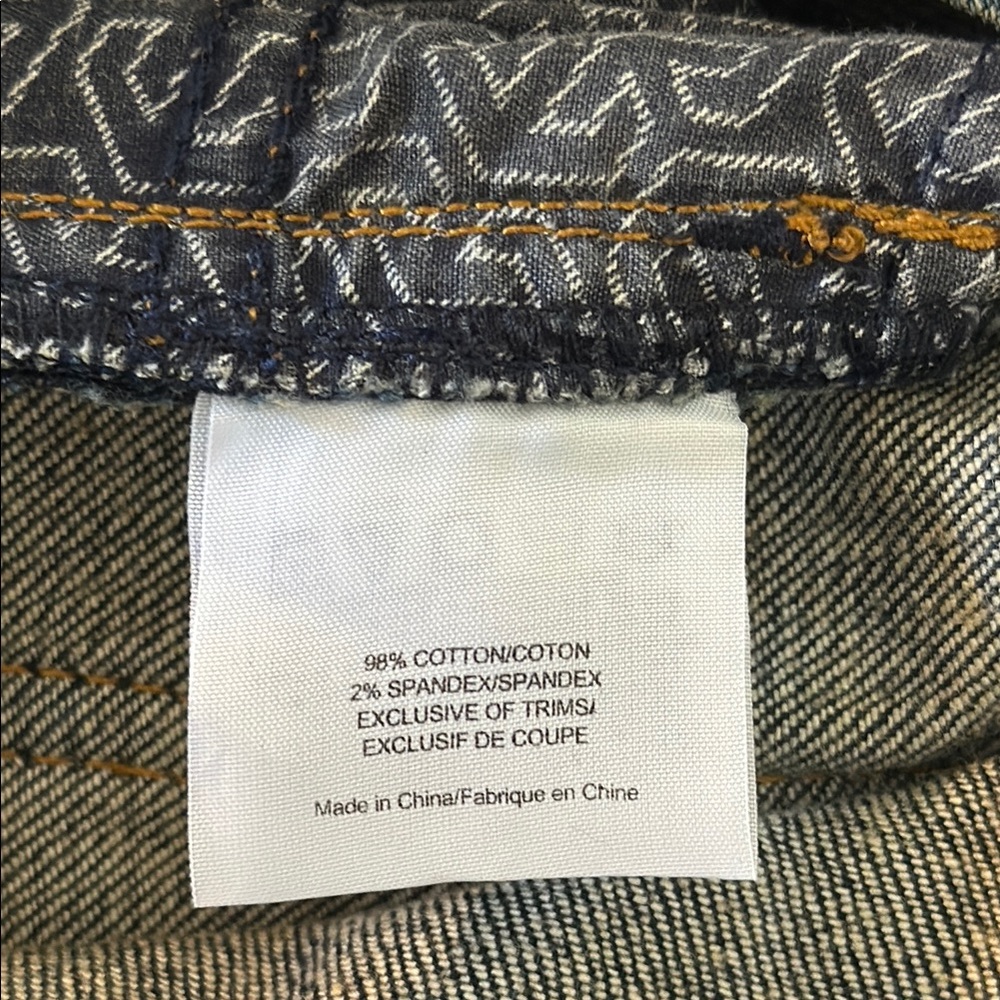 98% COTTON/COTON
2% SPANDEX/SPANDEX
EXCLUSIVE OF TRIMS/
EXCLUSIF DE COUPE
Made in China/Fabrique en Chine